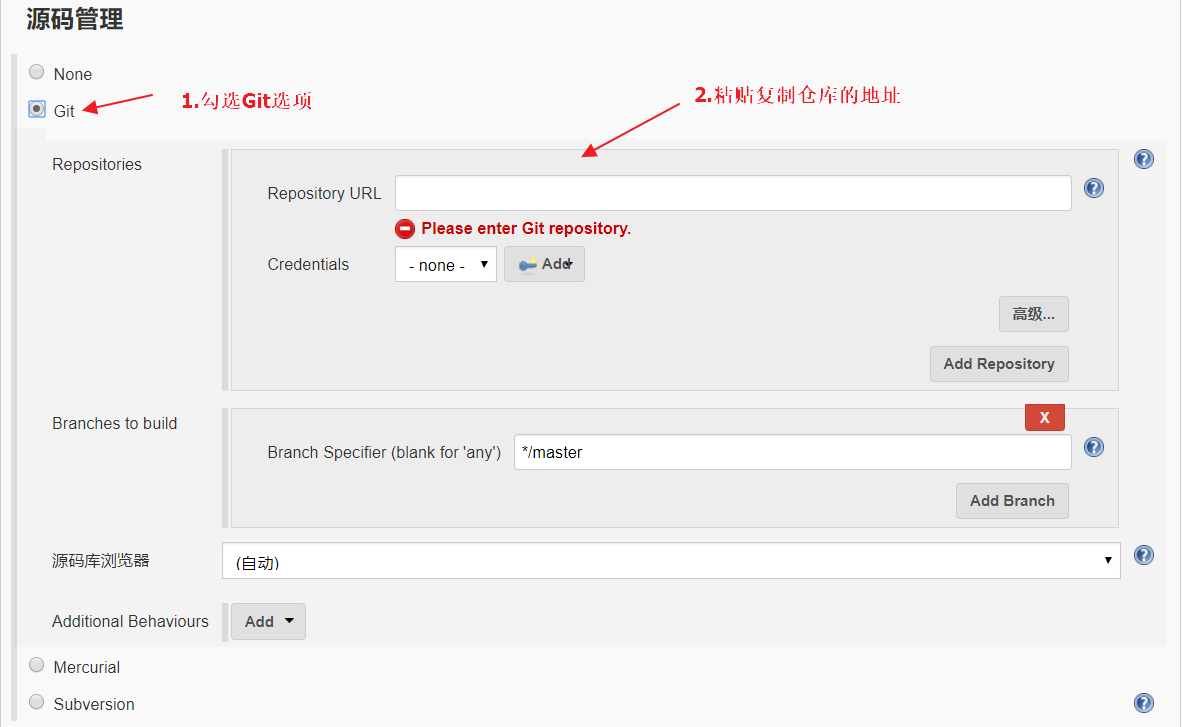 源码管理
None
Git
1.勾选Git选项
2.粘贴复制仓库的地址
Repositories
Repository URL
Please enter Git repository.
Credentials
- none -
Add
高级...
Add Repository
Branches to build
X
Branch Specifier (blank for 'any')
*/master
Add Branch
源码库浏览器
(自动)
Additional Behaviours
Add
Mercurial
Subversion